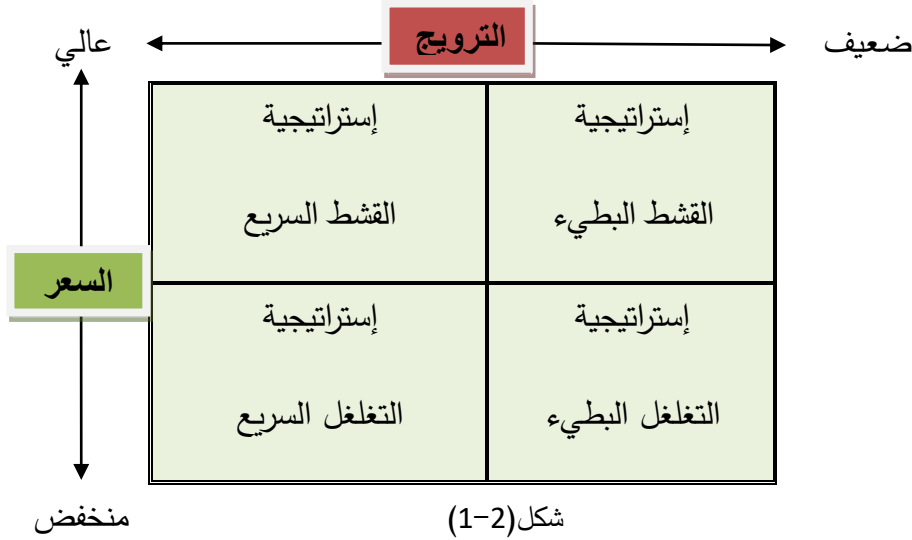 الترويج
ضعيف
عالي
إستراتيجية
القشط البطيء
إستراتيجية
القشط السريع
السعر
إستراتيجية
التغلغل البطيء
إستراتيجية
التغلغل السريع
منخفض
شكل(2-1)